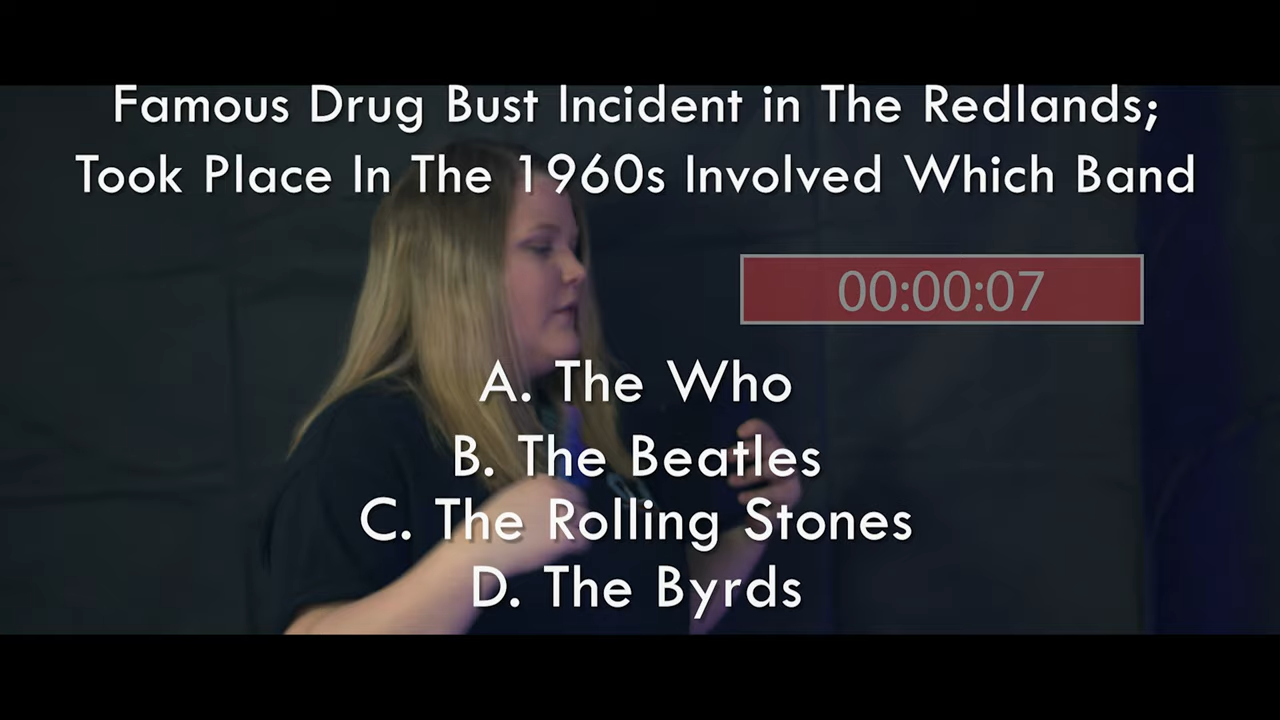 Famous Drug Bust Incident in The Redlands;
Took Place In The 1960s Involved Which Band
00:00:07
A. The Who
B. The Beatles
C. The Rolling Stones
D. The Byrds